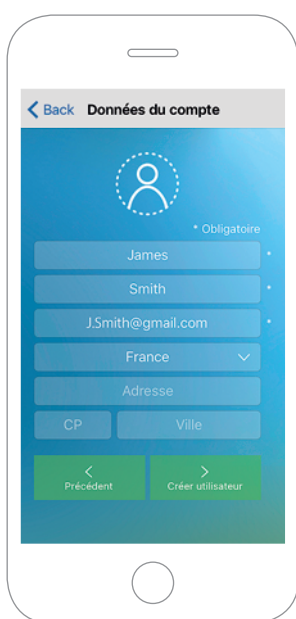 Back Données du compte
* Obligatoire
James *
Smith *
J.Smith@gmail.com *
France
Adresse
CP Ville
Précédent Créer utilisateur